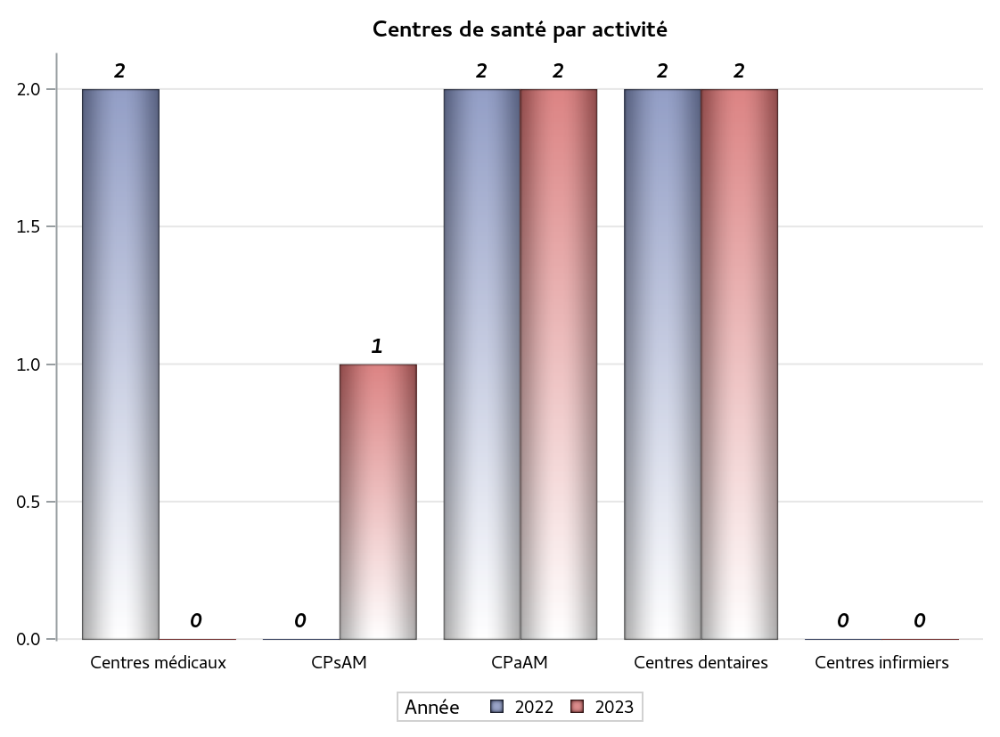 Centres de santé par activité
2 2 2 2 2
2.0
1.5
1
1.0
0.5
0 0 0 0
0.0
Centres médicaux CPsAM CPaAM Centres dentaires Centres infirmiers
Année 2022 2023